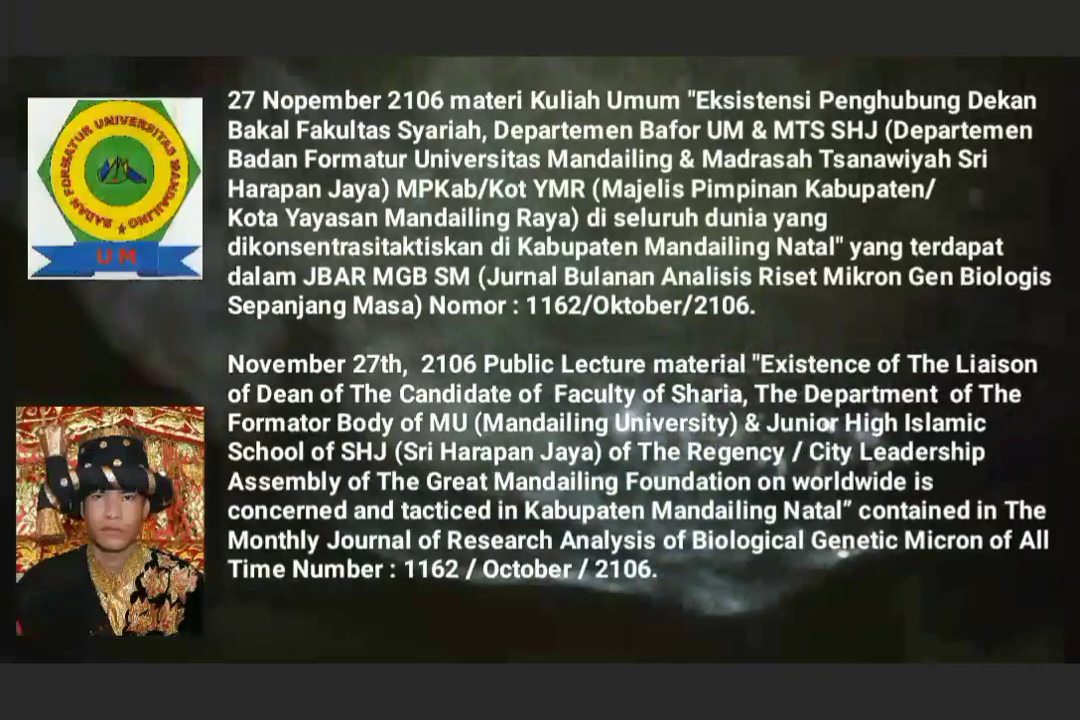 BADAN FORMATUR UNIVERSITAS MANDAILING
UM
27 Nopember 2106 materi Kuliah Umum "Eksistensi Penghubung Dekan
Bakal Fakultas Syariah, Departemen Bafor UM & MTS SHJ (Departemen
Badan Formatur Universitas Mandailing & Madrasah Tsanawiyah Sri
Harapan Jaya) MPKab/Kot YMR (Majelis Pimpinan Kabupaten/
Kota Yayasan Mandailing Raya) di seluruh dunia yang
dikonsentrasitaktiskan di Kabupaten Mandailing Natal" yang terdapat
dalam JBAR MGB SM (Jurnal Bulanan Analisis Riset Mikron Gen Biologis
Sepanjang Masa) Nomor : 1162/Oktober/2106.
November 27th,  2106 Public Lecture material "Existence of The Liaison
of Dean of The Candidate of  Faculty of Sharia, The Department  of The
Formator Body of MU (Mandailing University) & Junior High Islamic
School of SHJ (Sri Harapan Jaya) of The Regency / City Leadership
Assembly of The Great Mandailing Foundation on worldwide is
concerned and tacticed in Kabupaten Mandailing Natal” contained in The
Monthly Journal of Research Analysis of Biological Genetic Micron of All
Time Number : 1162 / October / 2106.